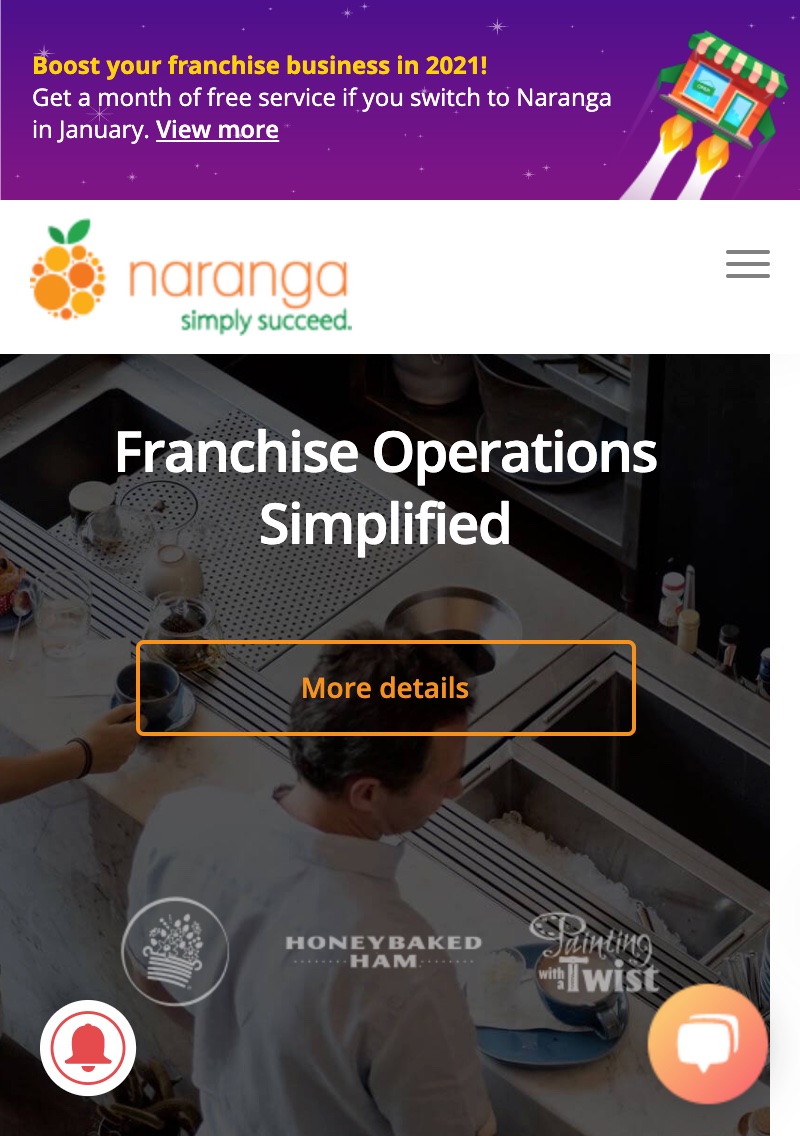 Boost your franchise business in 2021!
Get a month of free service if you switch to Naranga
in January. View more
OPEN
naranga
simply succeed.
Franchise Operations
Simplified
More details
HONEYBAKED
HAM
Painting
with a Twist